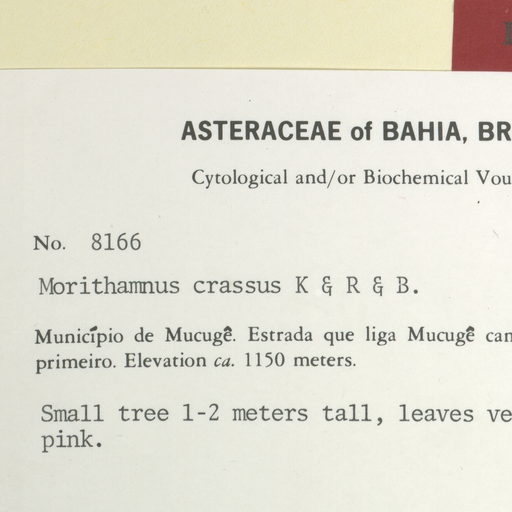 ASTERACEAE of BAHIA, BR
Cytological and/or Biochemical Vou
No. 8166
Morithamnus crassus K & R & B.
Município de Mucugê. Estrada que liga Mucugê can
primeiro. Elevation ca. 1150 meters.
Small tree 1-2 meters tall, leaves ve
pink.